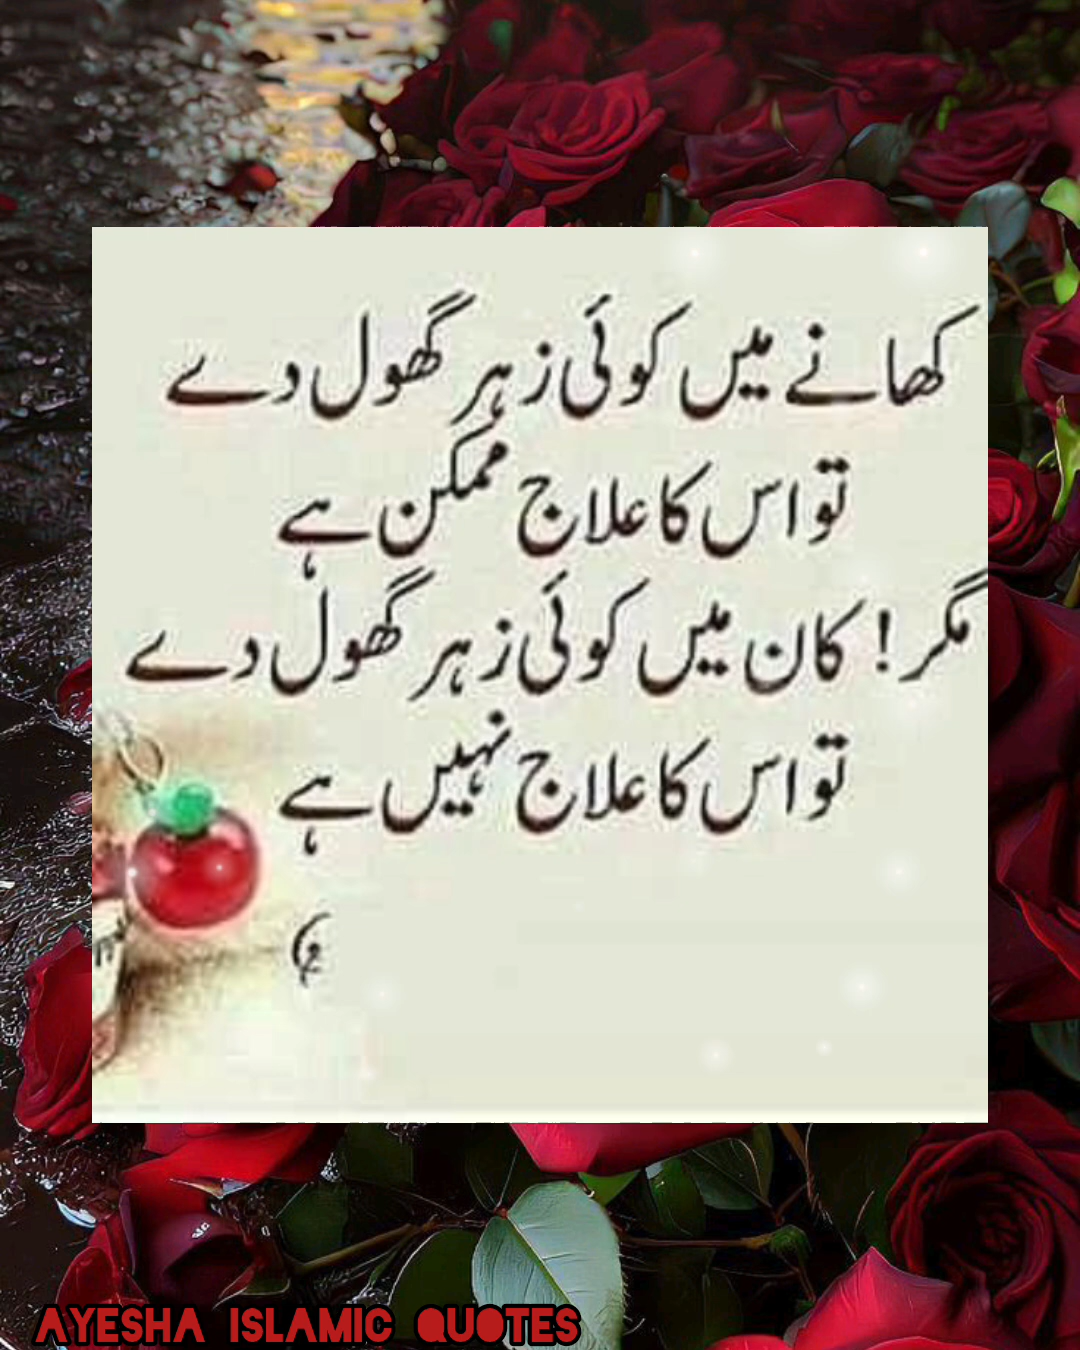 کھانے میں کوئی زہر گھول دے
تو اس کا علاج ممکن ہے
مگر! کان میں کوئی زہر گھول دے
تو اس کا علاج نہیں ہے
AYESHA ISLAMIC QUOTES